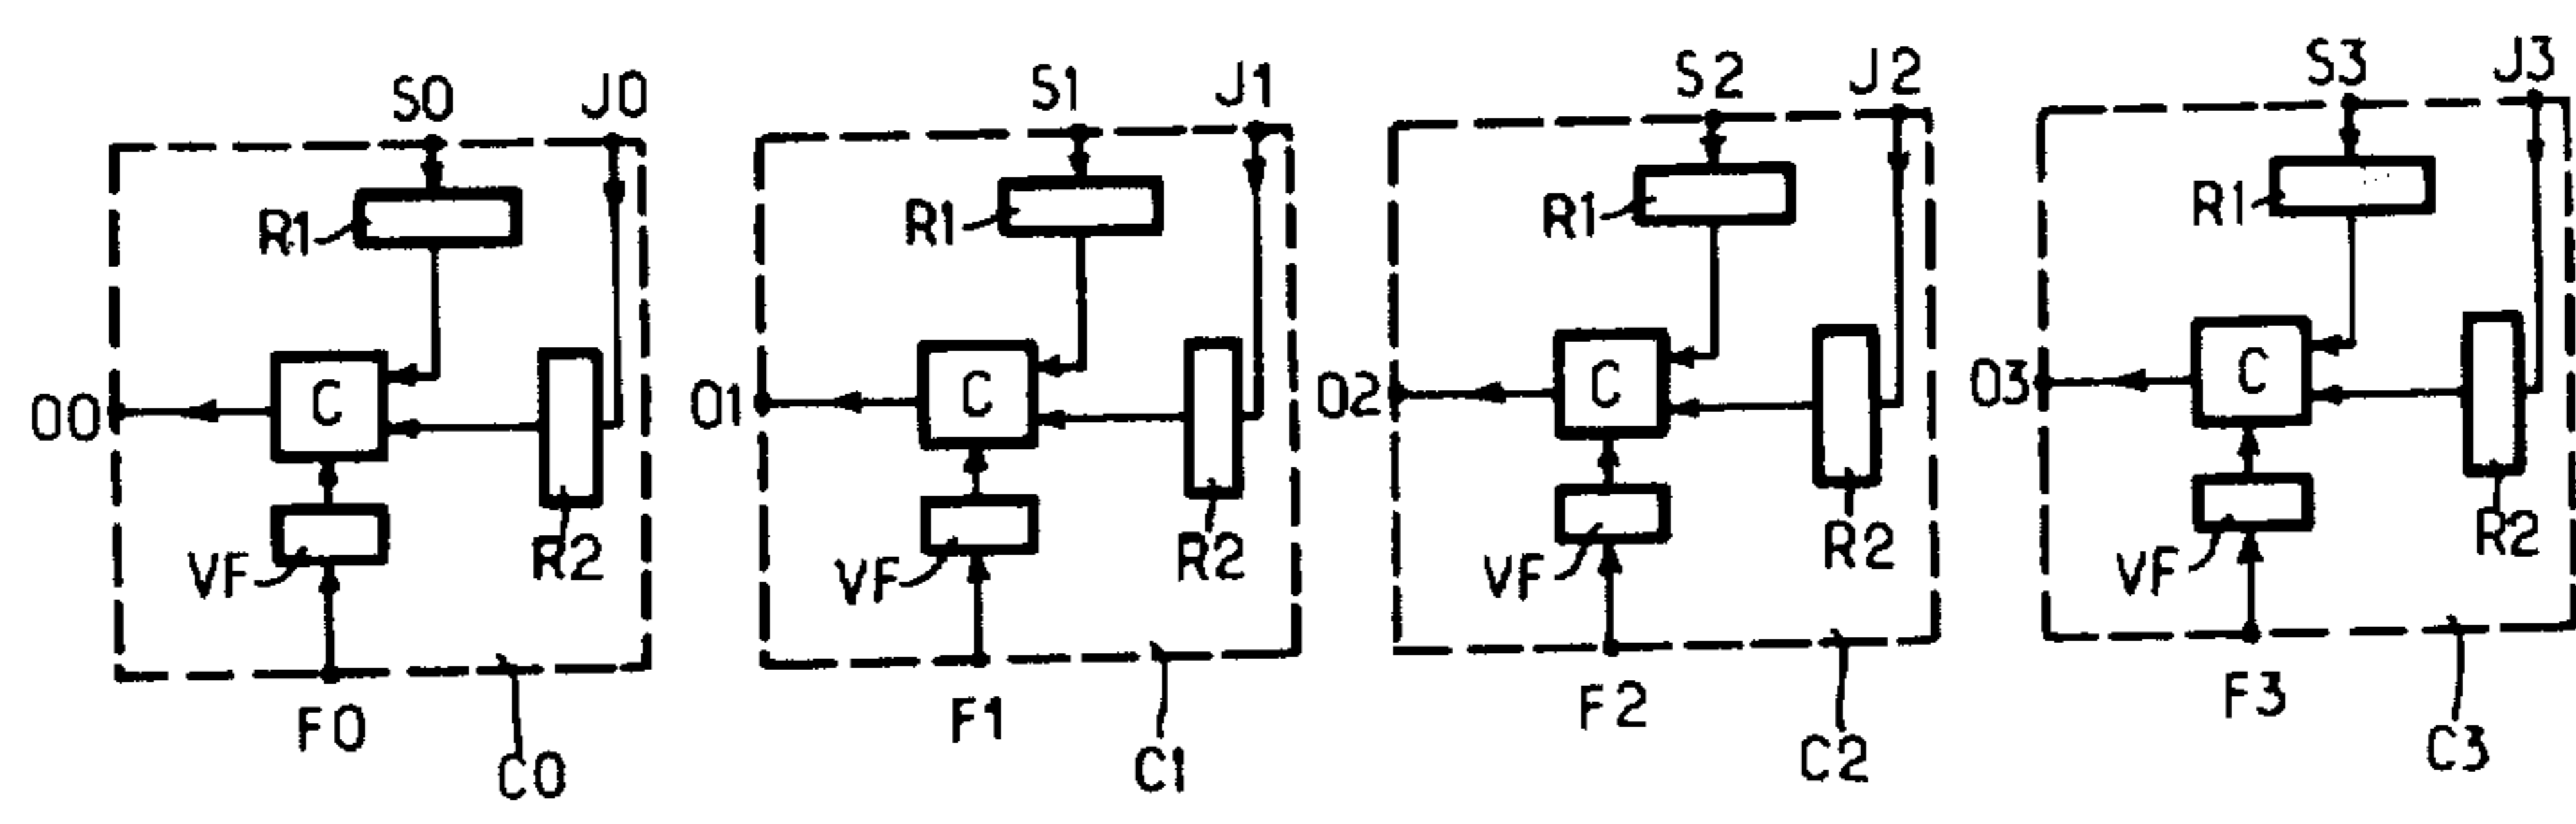 S0 J0 S1 J1 S2 J2 S3 J3
R1 R1 R1 R1
O0 C O1 C O2 C O3 C
VF R2 VF R2 VF R2 VF R2
F0 F1 F2 F3
C0 C1 C2 C3